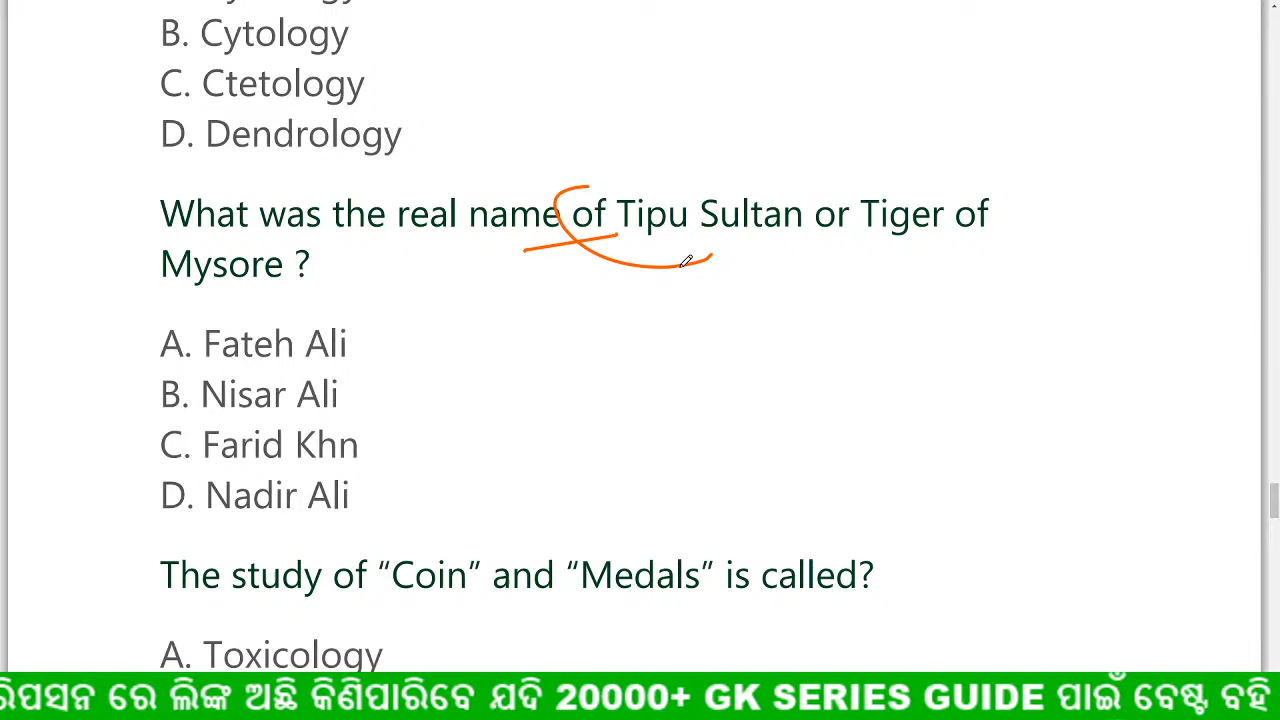 B. Cytology
C. Ctetology
D. Dendrology
What was the real name of Tipu Sultan or Tiger of
Mysore ?
A. Fateh Ali
B. Nisar Ali
C. Farid Khn
D. Nadir Ali
The study of “Coin” and “Medals” is called?
A. Toxicology
ରିପସନ ରେ ଲିଙ୍କ ଅଛି କିଣିପାରିବେ ଯଦି 20000+ GK SERIES GUIDE ପାଇଁ ବେଷ୍ଟ ବହି